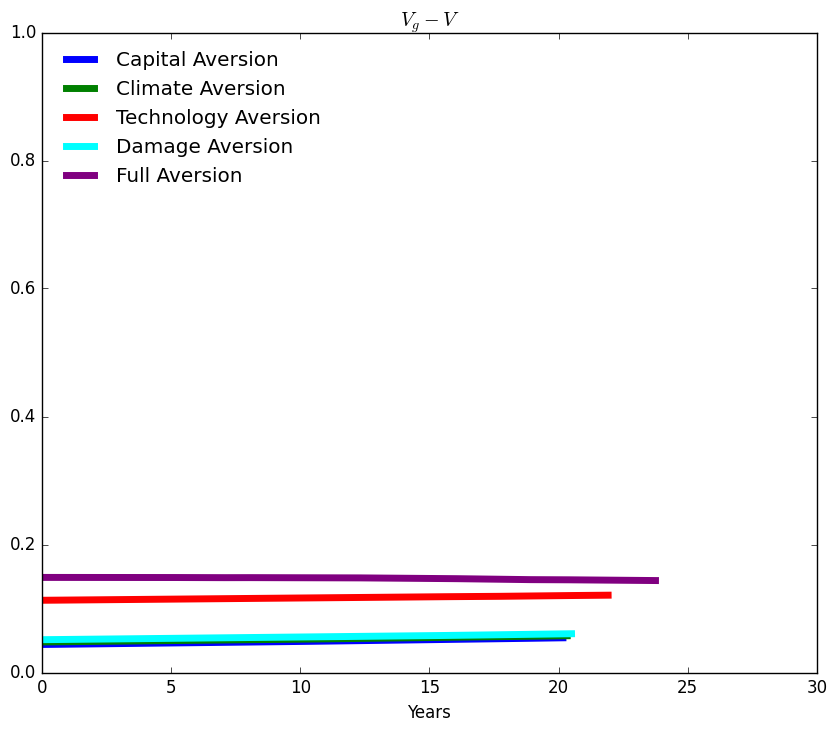 V_g − V
1.0
Capital Aversion
Climate Aversion
Technology Aversion
Damage Aversion
Full Aversion
0.8
0.6
0.4
0.2
0.0
0 5 10 15 20 25 30
Years